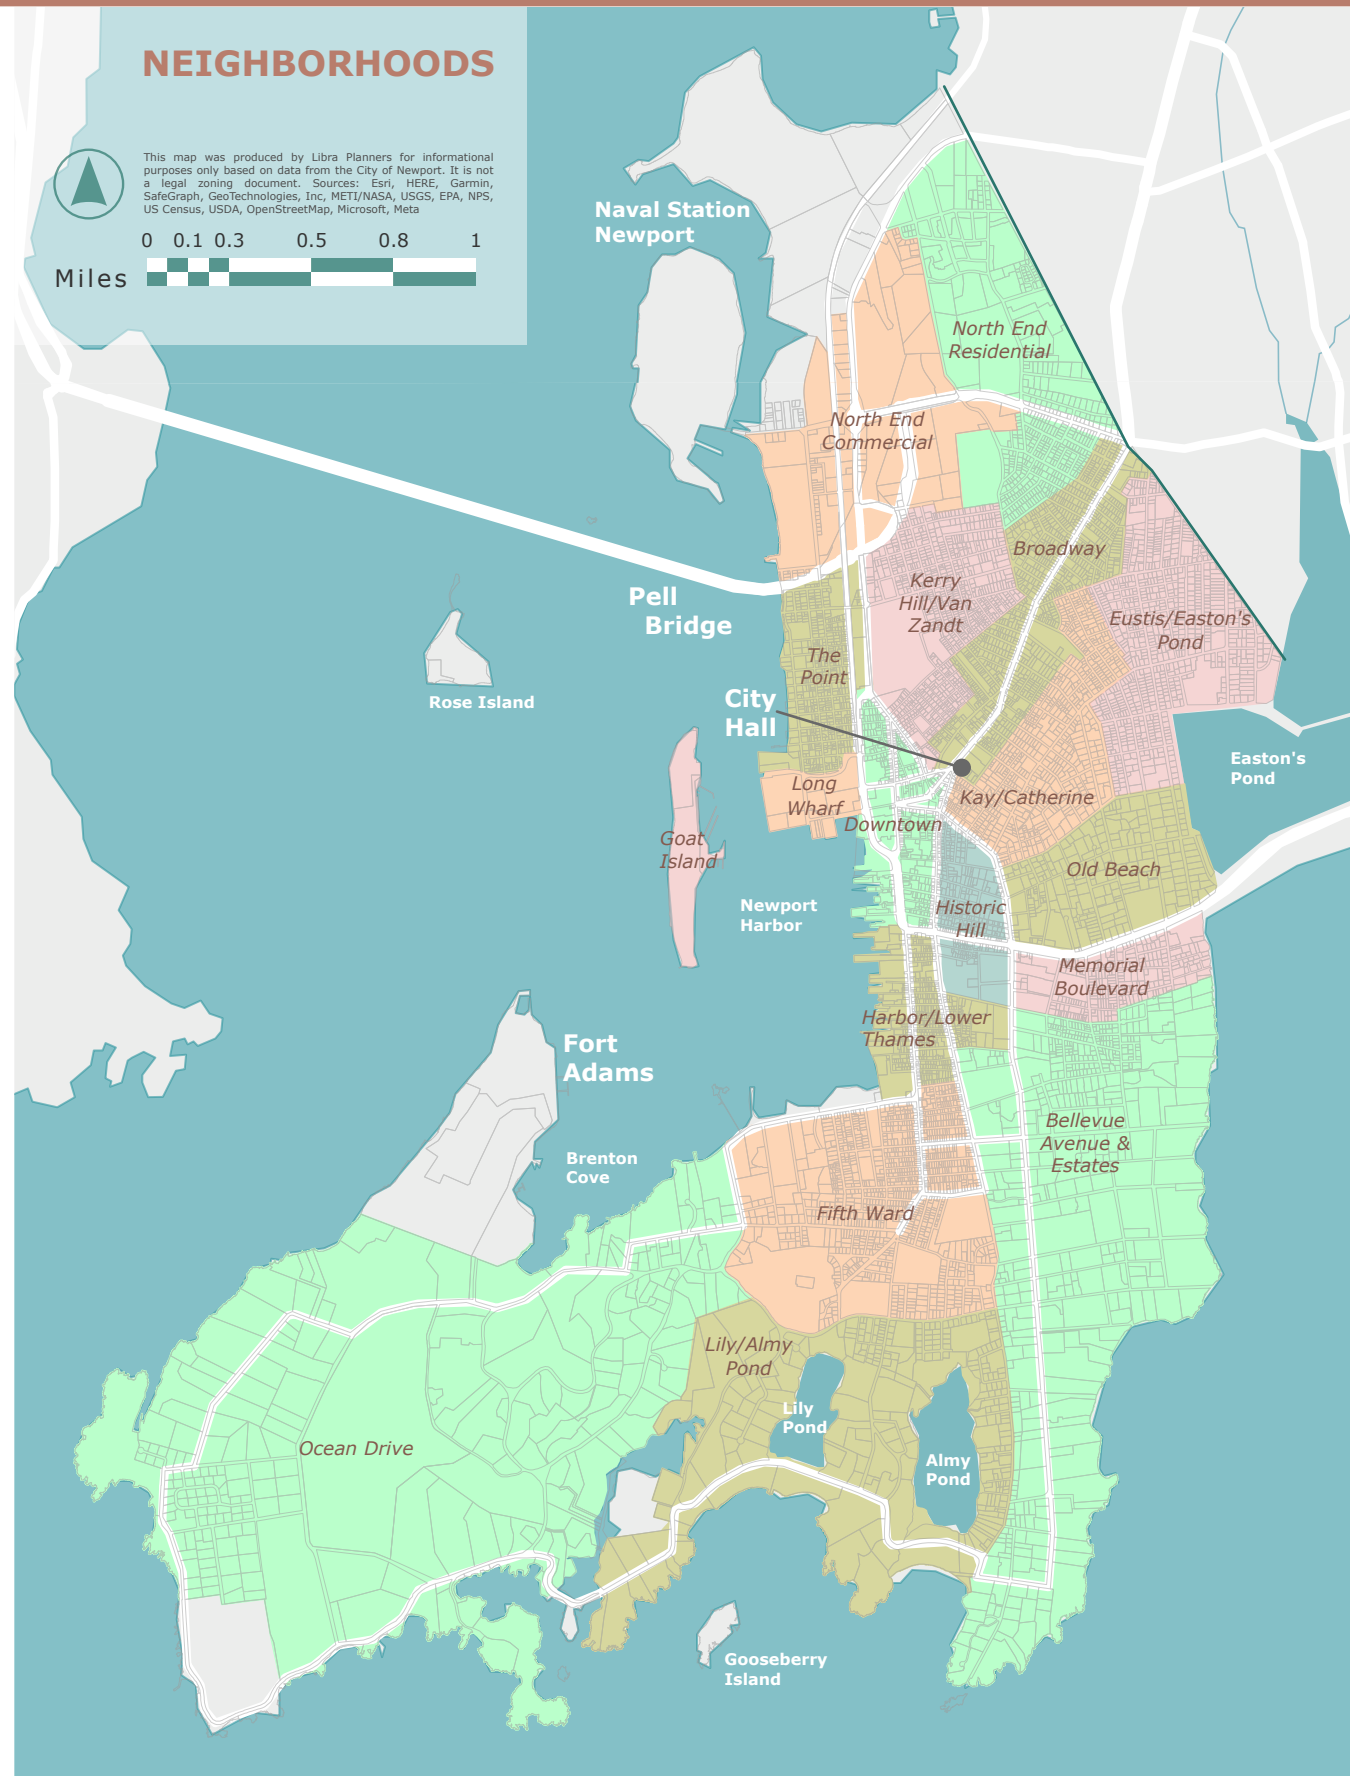 NEIGHBORHOODS
This map was produced by Libra Planners for informational
purposes only based on data from the City of Newport. It is not
a legal zoning document. Sources: Esri, HERE, Garmin,
SafeGraph, GeoTechnologies, Inc, METI/NASA, USGS, EPA, NPS,
US Census, USDA, OpenStreetMap, Microsoft, Meta
0 0.1 0.3 0.5 0.8 1
Miles
Naval Station
Newport
North End
Residential
North End
Commercial
Broadway
Kerry
Hill/Van
Zandt
Eustis/Easton's
Pond
Pell
Bridge
The
Point
City
Hall
Rose Island
Easton's
Pond
Long
Wharf
Kay/Catherine
Downtown
Goat
Island
Old Beach
Newport
Harbor
Historic
Hill
Memorial
Boulevard
Harbor/Lower
Thames
Fort
Adams
Bellevue
Avenue &
Estates
Brenton
Cove
Fifth Ward
Lily/Almy
Pond
Lily
Pond
Ocean Drive
Almy
Pond
Gooseberry
Island